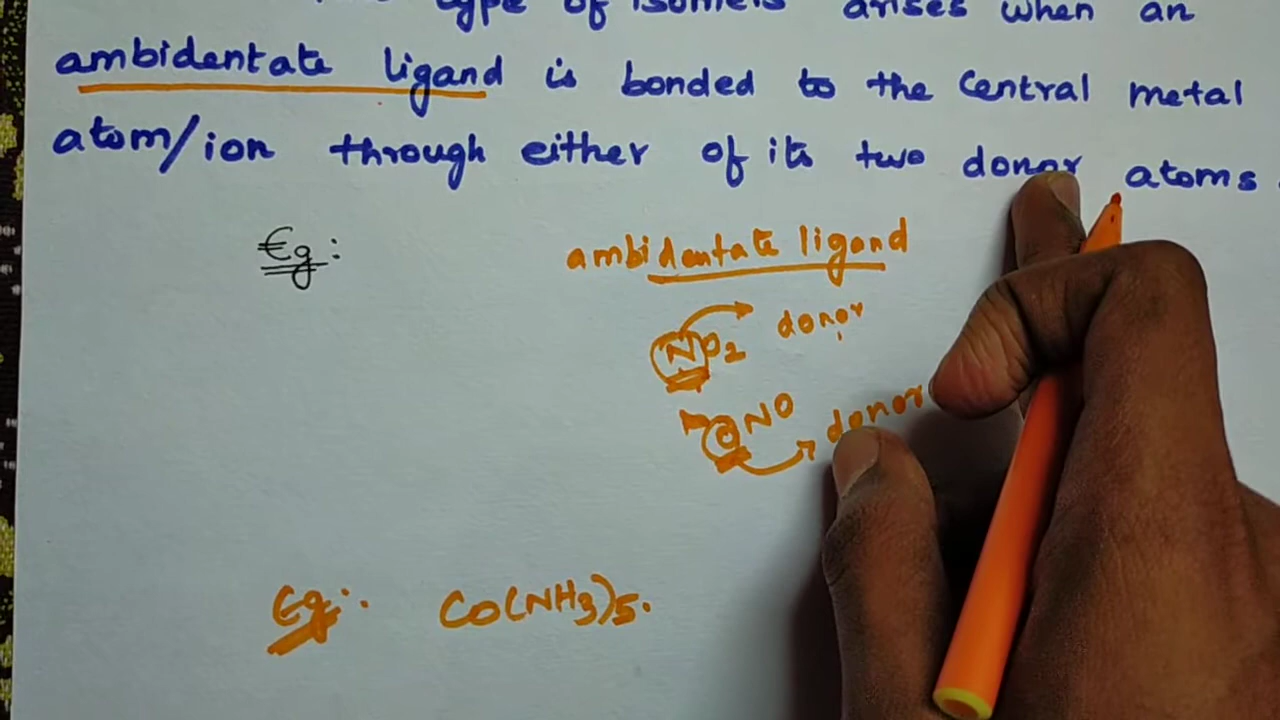 type of isomers arises when an
ambidentate ligand is bonded to the central metal
atom/ion through either of its two donor atoms.
Eg:
ambidentate ligand
NO2 donor
ONO donor
Eg: Co(NH3)5.